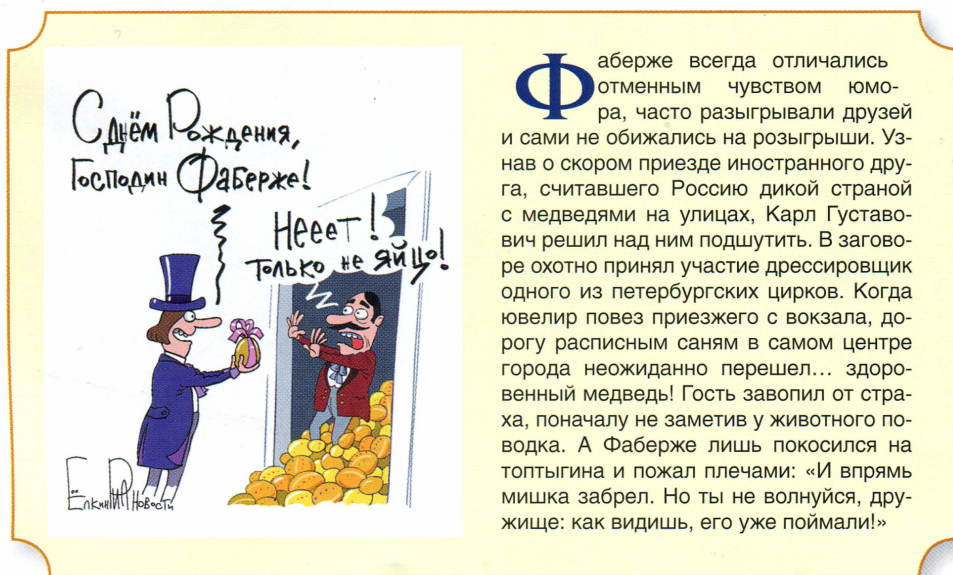 С днём Рождения,
Господин Фаберже!
Нееет!
только не яйцо!
Ёлкин РИА Новости
Фаберже всегда отличались
отменным чувством юмо-
ра, часто разыгрывали друзей
и сами не обижались на розыгрыши. Уз-
нав о скором приезде иностранного дру-
га, считавшего Россию дикой страной
с медведями на улицах, Карл Густаво-
вич решил над ним подшутить. В загово-
ре охотно принял участие дрессировщик
одного из петербургских цирков. Когда
ювелир повез приезжего с вокзала, до-
рогу расписным саням в самом центре
города неожиданно перешел... здоро-
венный медведь! Гость завопил от стра-
ха, поначалу не заметив у животного по-
водка. А Фаберже лишь покосился на
топтыгина и пожал плечами: «И впрямь
мишка забрел. Но ты не волнуйся, дру-
жище: как видишь, его уже поймали!»